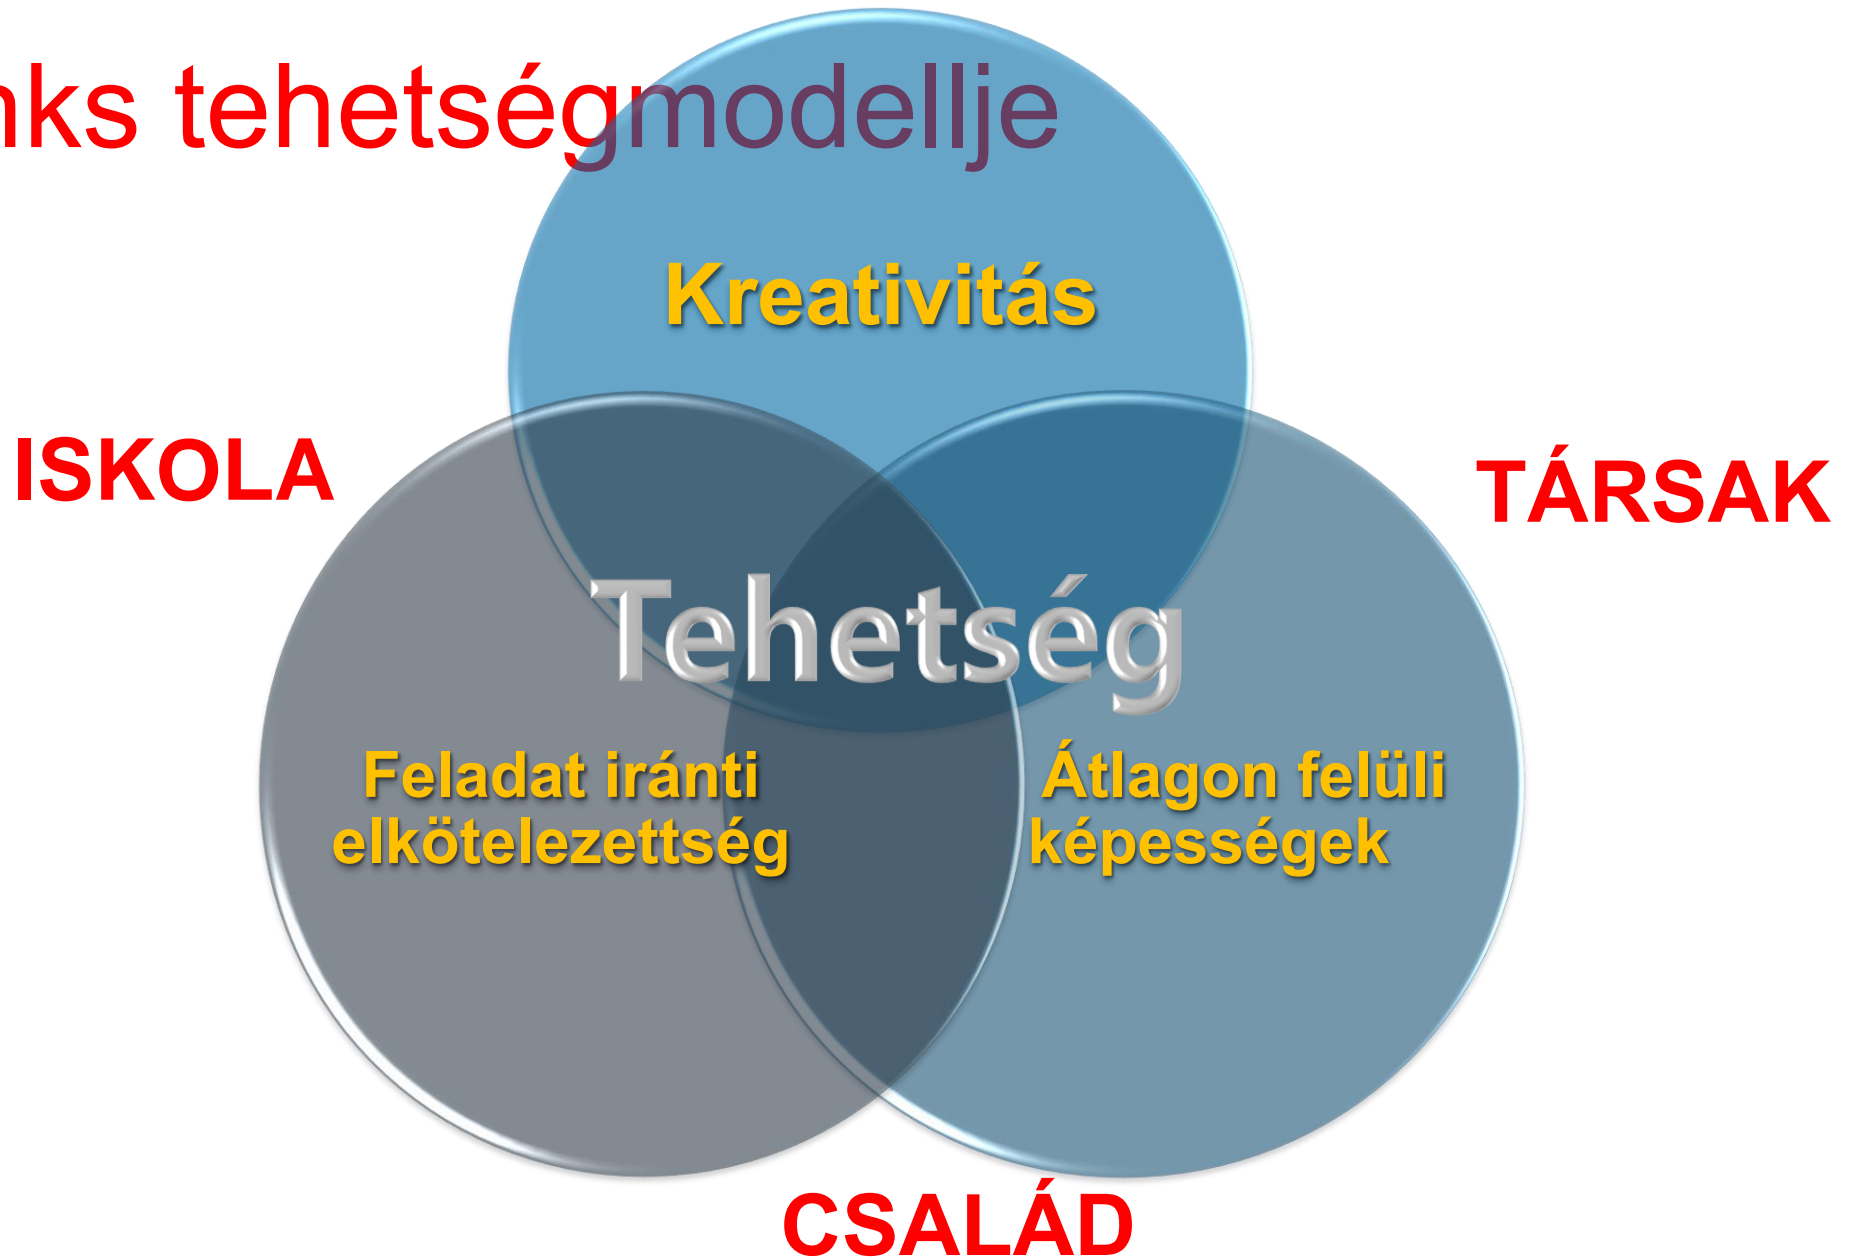 nks tehetségmodellje
Kreativitás
ISKOLA
TÁRSAK
Tehetség
Feladat iránti
elkötelezettség
Átlagon felüli
képességek
CSALÁD